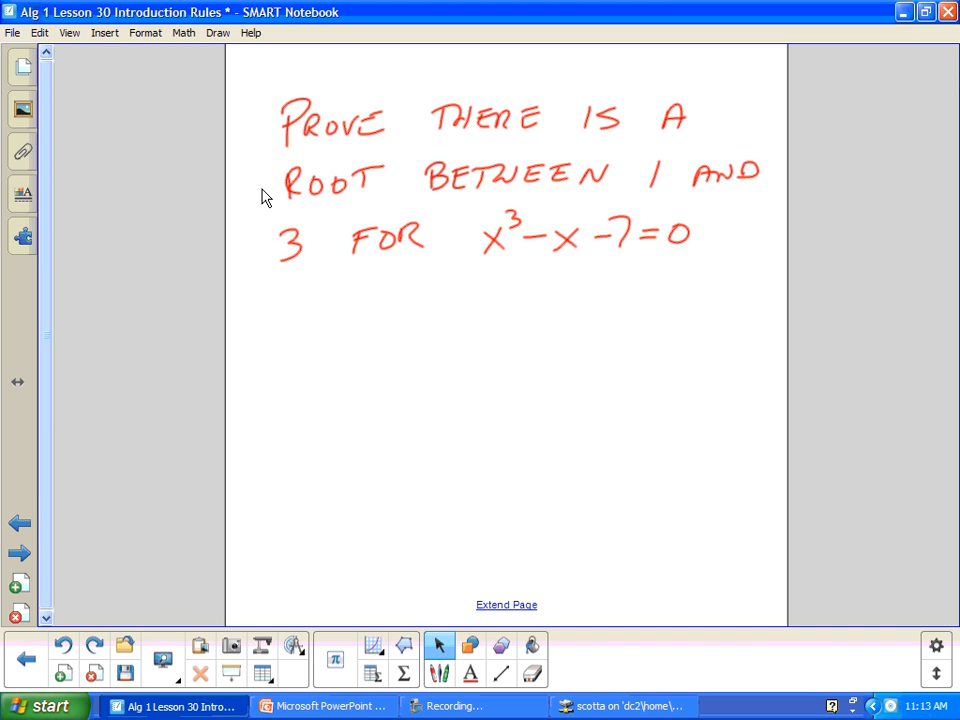 Alg 1 Lesson 30 Introduction Rules * - SMART Notebook
File Edit View Insert Format Math Draw Help
PROVE THERE IS A
ROOT BETWEEN 1 AND
3 FOR x³-x-7=0
Extend Page
π Σ A
start Alg 1 Lesson 30 Intro... Microsoft PowerPoint ... Recording... scotta on 'dc2\home\... 11:13 AM